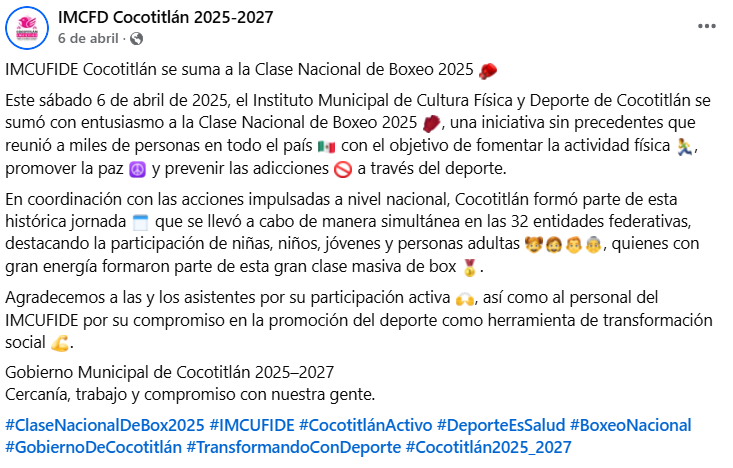 IMCFD Cocotitlán 2025-2027
6 de abril ·
IMCUFIDE Cocotitlán se suma a la Clase Nacional de Boxeo 2025 🥊
Este sábado 6 de abril de 2025, el Instituto Municipal de Cultura Física y Deporte de Cocotitlán se
sumó con entusiasmo a la Clase Nacional de Boxeo 2025 🥊, una iniciativa sin precedentes que
reunió a miles de personas en todo el país 🇲🇽 con el objetivo de fomentar la actividad física 🏃‍♂️,
promover la paz ☮️ y prevenir las adicciones 🚫 a través del deporte.
En coordinación con las acciones impulsadas a nivel nacional, Cocotitlán formó parte de esta
histórica jornada 🗓️ que se llevó a cabo de manera simultánea en las 32 entidades federativas,
destacando la participación de niñas, niños, jóvenes y personas adultas 👧🧒👦👵, quienes con
gran energía formaron parte de esta gran clase masiva de box 🏅.
Agradecemos a las y los asistentes por su participación activa 🙌, así como al personal del
IMCUFIDE por su compromiso en la promoción del deporte como herramienta de transformación
social 💪.
Gobierno Municipal de Cocotitlán 2025–2027
Cercanía, trabajo y compromiso con nuestra gente.
#ClaseNacionalDeBox2025 #IMCUFIDE #CocotitlánActivo #DeporteEsSalud #BoxeoNacional
#GobiernoDeCocotitlán #TransformandoConDeporte #Cocotitlán2025_2027